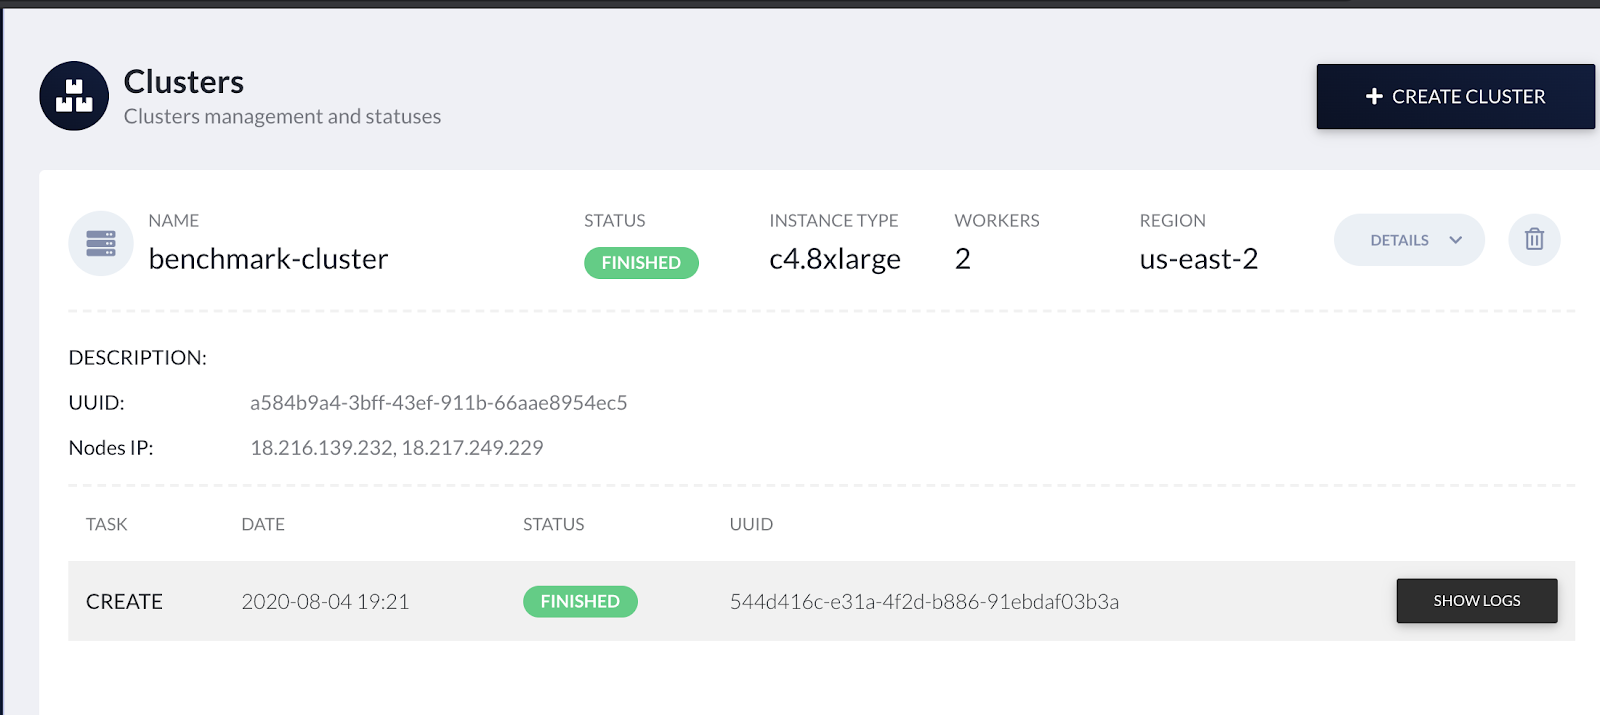 Clusters
Clusters management and statuses
+ CREATE CLUSTER
NAME STATUS INSTANCE TYPE WORKERS REGION
benchmark-cluster FINISHED c4.8xlarge 2 us-east-2 DETAILS
DESCRIPTION:
UUID: a584b9a4-3bff-43ef-911b-66aae8954ec5
Nodes IP: 18.216.139.232, 18.217.249.229
TASK DATE STATUS UUID
CREATE 2020-08-04 19:21 FINISHED 544d416c-e31a-4f2d-b886-91ebdaf03b3a SHOW LOGS